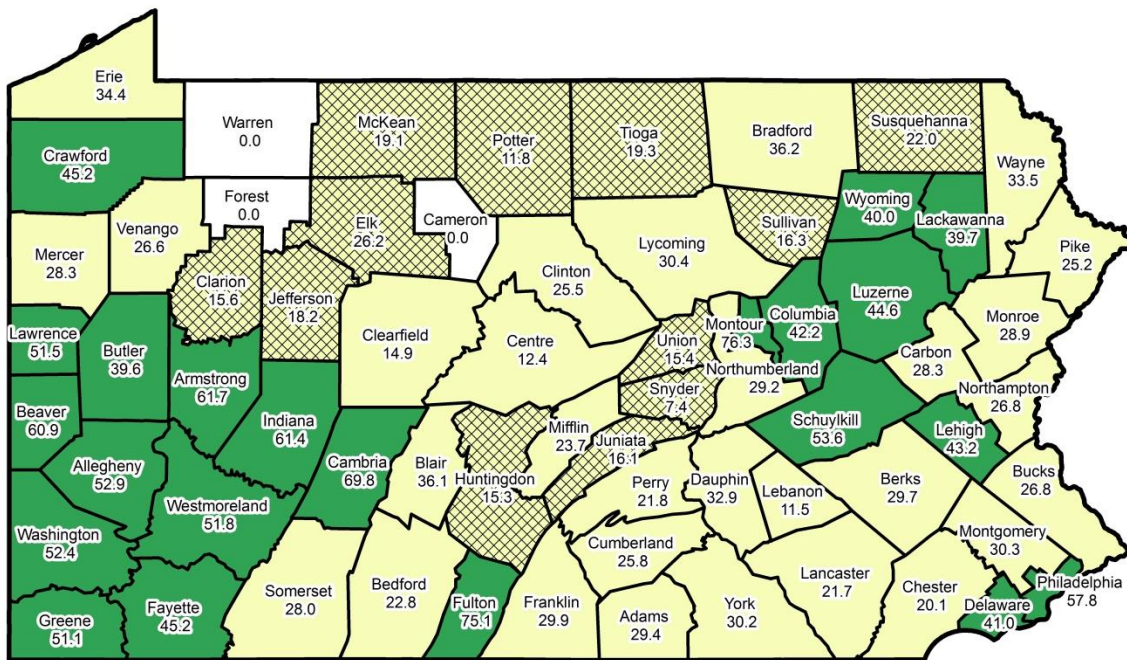 Erie
34.4
Warren
0.0
McKean
19.1
Potter
11.8
Tioga
19.3
Bradford
36.2
Susquehanna
22.0
Wayne
33.5
Crawford
45.2
Forest
0.0
Elk
26.2
Cameron
0.0
Sullivan
16.3
Wyoming
40.0
Lackawanna
39.7
Pike
25.2
Mercer
28.3
Venango
26.6
Clarion
15.6
Jefferson
18.2
Clinton
25.5
Lycoming
30.4
Luzerne
44.6
Monroe
28.9
Lawrence
51.5
Butler
39.6
Armstrong
61.7
Clearfield
14.9
Centre
12.4
Union
15.4
Montour
76.3
Columbia
42.2
Carbon
28.3
Northampton
26.8
Beaver
60.9
Indiana
61.4
Snyder
7.4
Northumberland
29.2
Schuylkill
53.6
Lehigh
43.2
Allegheny
52.9
Cambria
69.8
Blair
36.1
Huntingdon
15.3
Mifflin
23.7
Juniata
16.1
Perry
21.8
Dauphin
32.9
Lebanon
11.5
Berks
29.7
Bucks
26.8
Westmoreland
51.8
Washington
52.4
Cumberland
25.8
Montgomery
30.3
Greene
51.1
Fayette
45.2
Somerset
28.0
Bedford
22.8
Fulton
75.1
Franklin
29.9
Adams
29.4
York
30.2
Lancaster
21.7
Chester
20.1
Delaware
41.0
Philadelphia
57.8